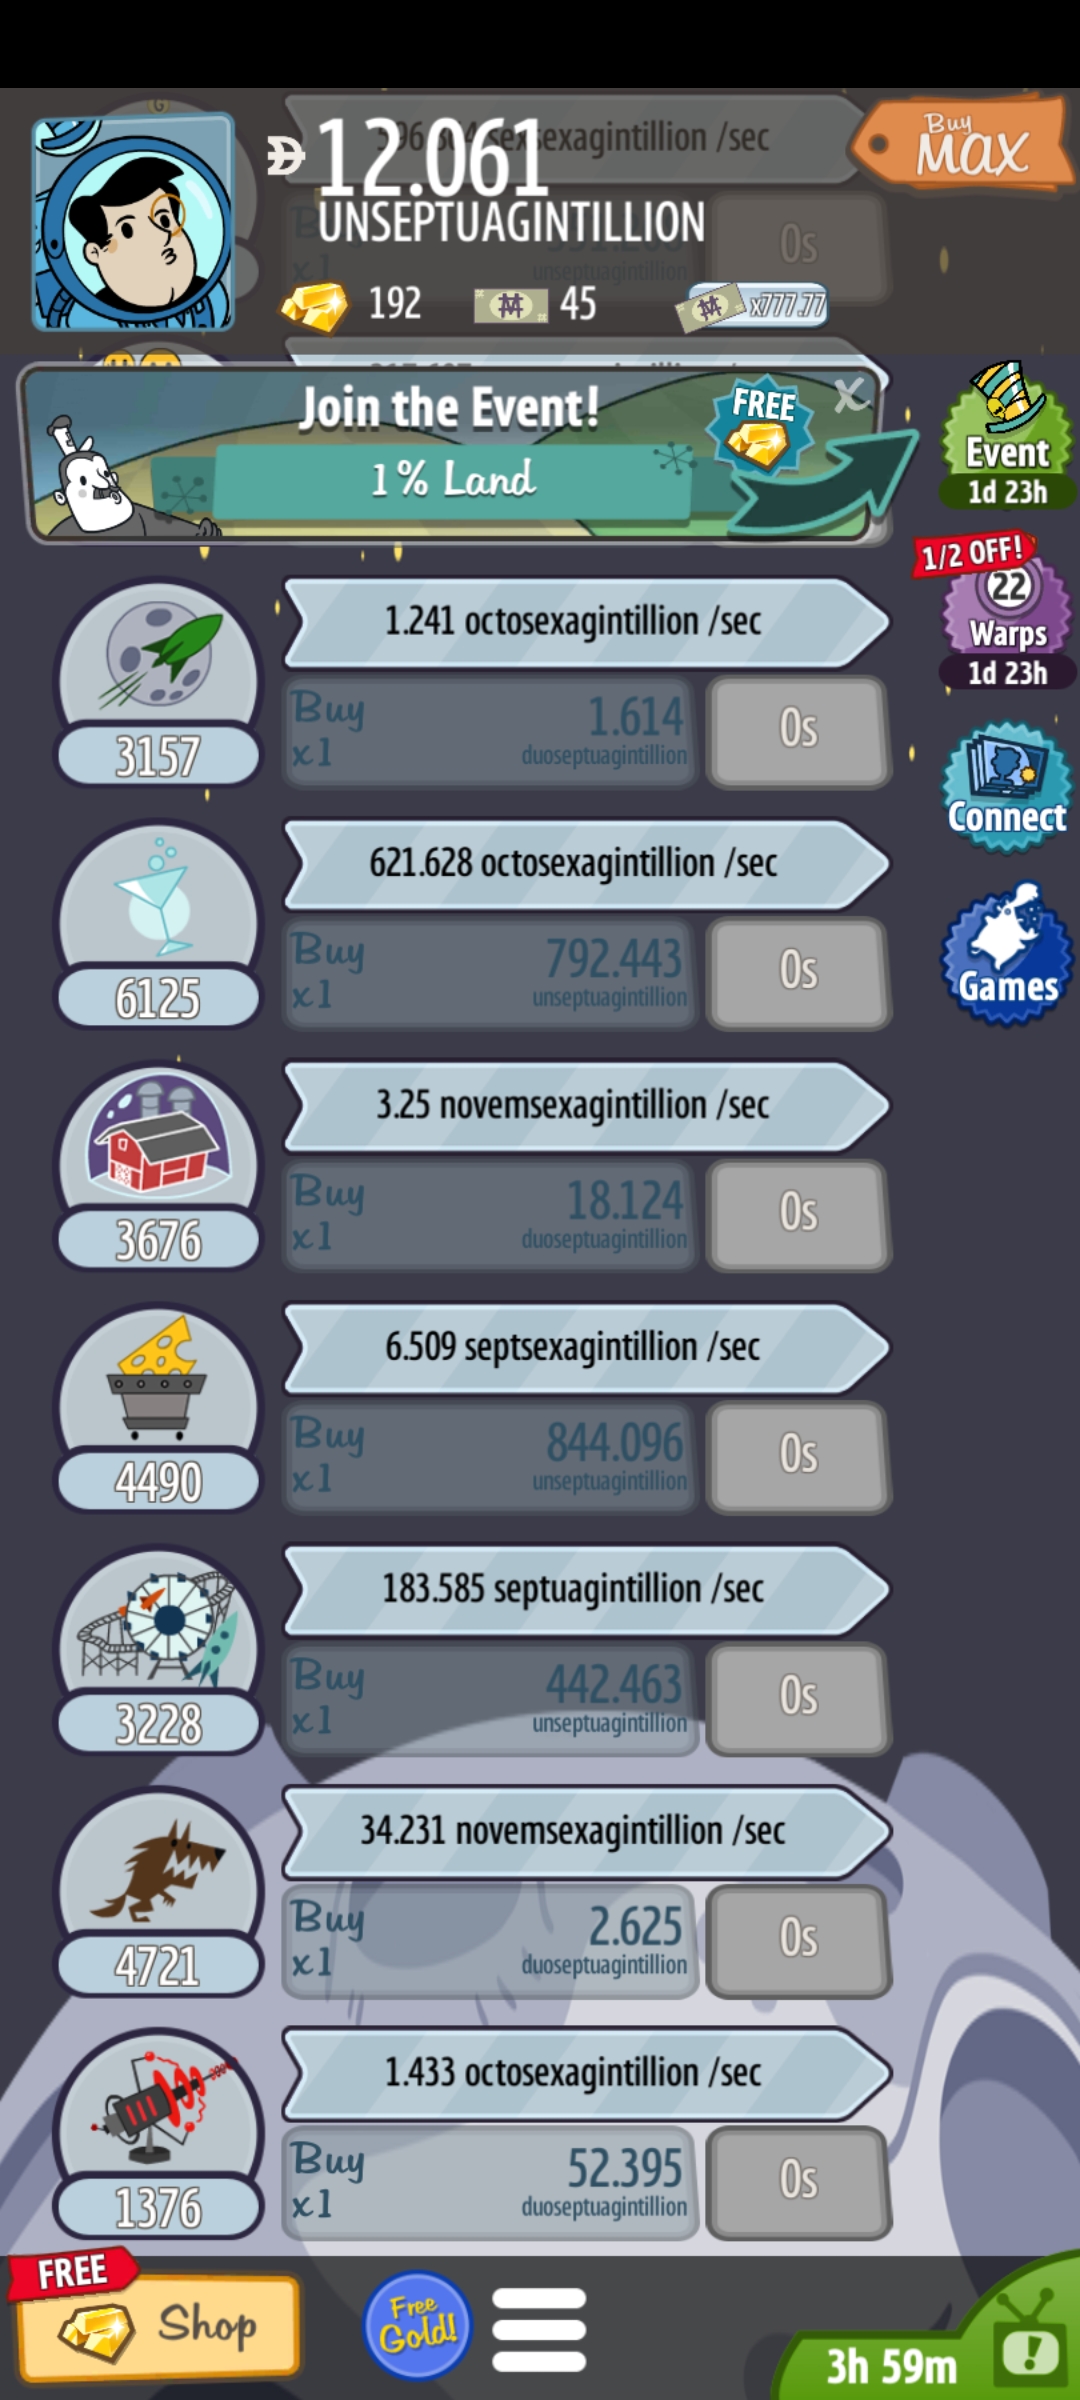 12.061
UNSEPTUAGINTILLION
Buy
MAX
0s
unseptuagintillion
192
45
x777.77
Join the Event!
1% Land
FREE
X
Event
1d 23h
1/2 OFF!
22
Warps
1d 23h
Connect
Games
1.241 octosexagintillion /sec
Buy
x1
1.614
duoseptuagintillion
0s
3157
621.628 octosexagintillion /sec
Buy
x1
792.443
unseptuagintillion
0s
6125
3.25 novemsexagintillion /sec
Buy
x1
18.124
duoseptuagintillion
0s
3676
6.509 septsexagintillion /sec
Buy
x1
844.096
unseptuagintillion
0s
4490
183.585 septuagintillion /sec
Buy
x1
442.463
unseptuagintillion
0s
3228
34.231 novemsexagintillion /sec
Buy
x1
2.625
duoseptuagintillion
0s
4721
1.433 octosexagintillion /sec
Buy
x1
52.395
duoseptuagintillion
0s
1376
FREE
Shop
Free
Gold!
3h 59m